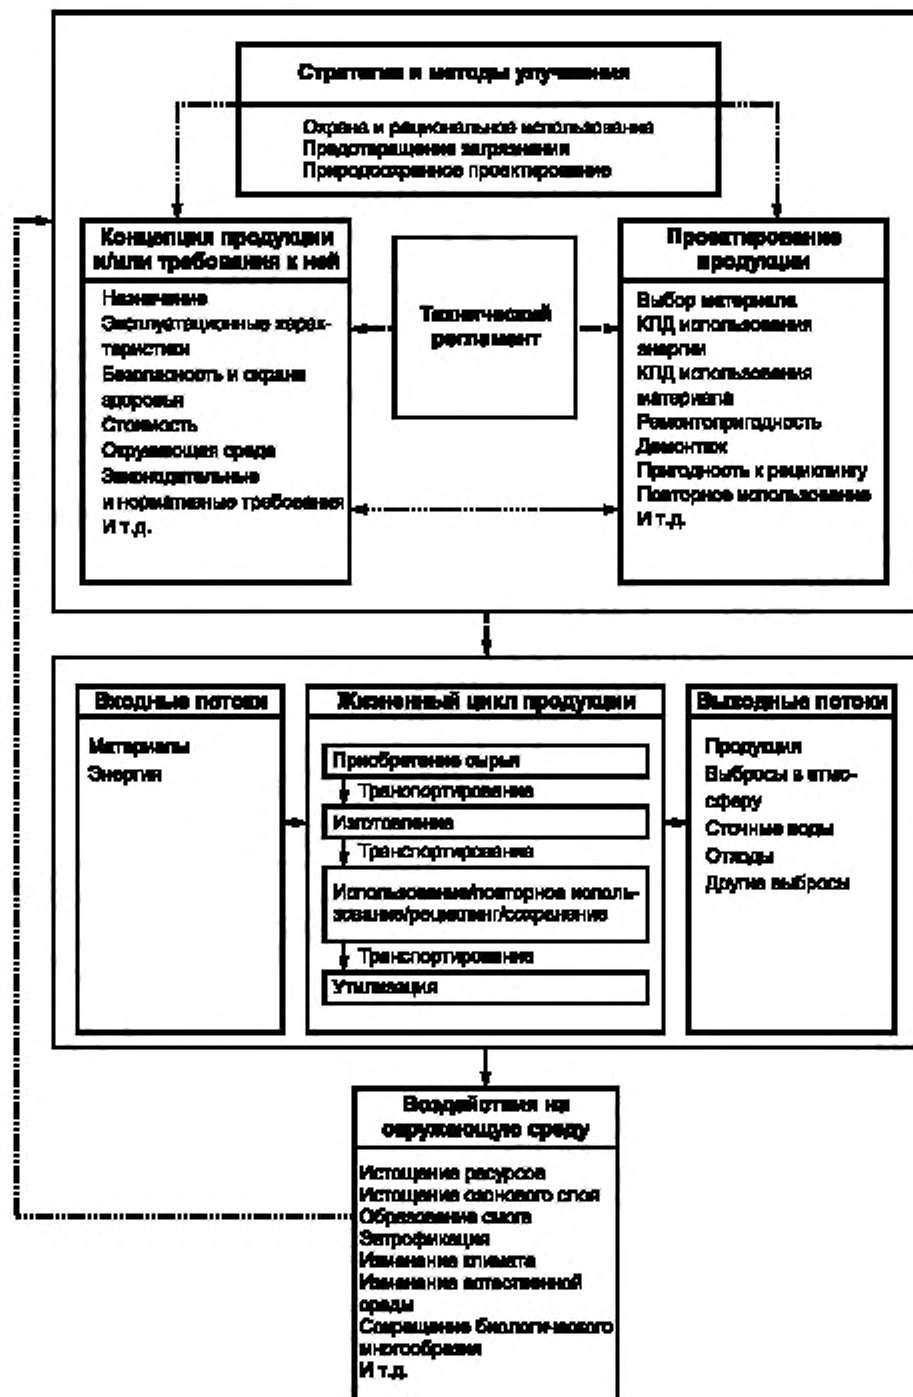 Стратегия и методы улучшения
Охрана и рациональное использование
Предотвращение загрязнения
Природоохранное проектирование
Концепция продукции
и/или требования к ней
Назначение
Эксплуатационные харак-
теристики
Безопасность и охрана
здоровья
Стоимость
Окружающая среда
Законодательные
и нормативные требования
И т.д.
Технический
регламент
Проектирование
продукции
Выбор материала
КПД использования
энергии
КПД использования
материала
Ремонтопригодность
Демонтаж
Пригодность к рециклингу
Повторное использование
И т.д.
Входные потоки
Материалы
Энергия
Жизненный цикл продукции
Приобретение сырья
Транспортирование
Изготовление
Транспортирование
Использование/повторное исполь-
зование/рециклинг/сохранение
Транспортирование
Утилизация
Выходные потоки
Продукция
Выбросы в атмо-
сферу
Сточные воды
Отходы
Другие выбросы
Воздействия на
окружающую среду
Истощение ресурсов
Истощение озонового слоя
Образование смога
Эвтрофикация
Изменение климата
Изменение естественной
среды
Сокращение биологического
многообразия
И т.д.